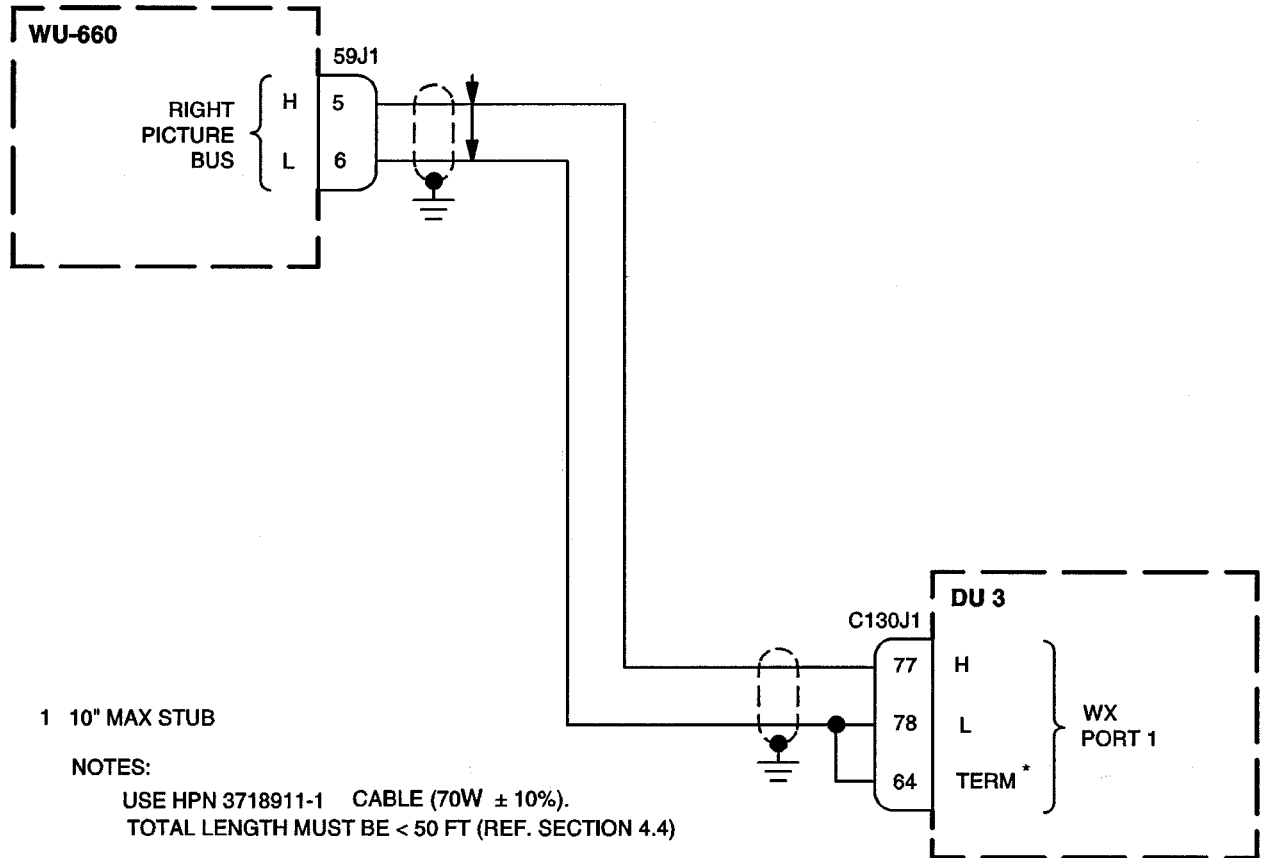 WU-660
59J1
RIGHT
PICTURE
BUS
H 5
L 6
DU 3
C130J1
77 H
78 L
64 TERM *
WX
PORT 1
1 10" MAX STUB
NOTES:
USE HPN 3718911-1 CABLE (70W ± 10%).
TOTAL LENGTH MUST BE < 50 FT (REF. SECTION 4.4)